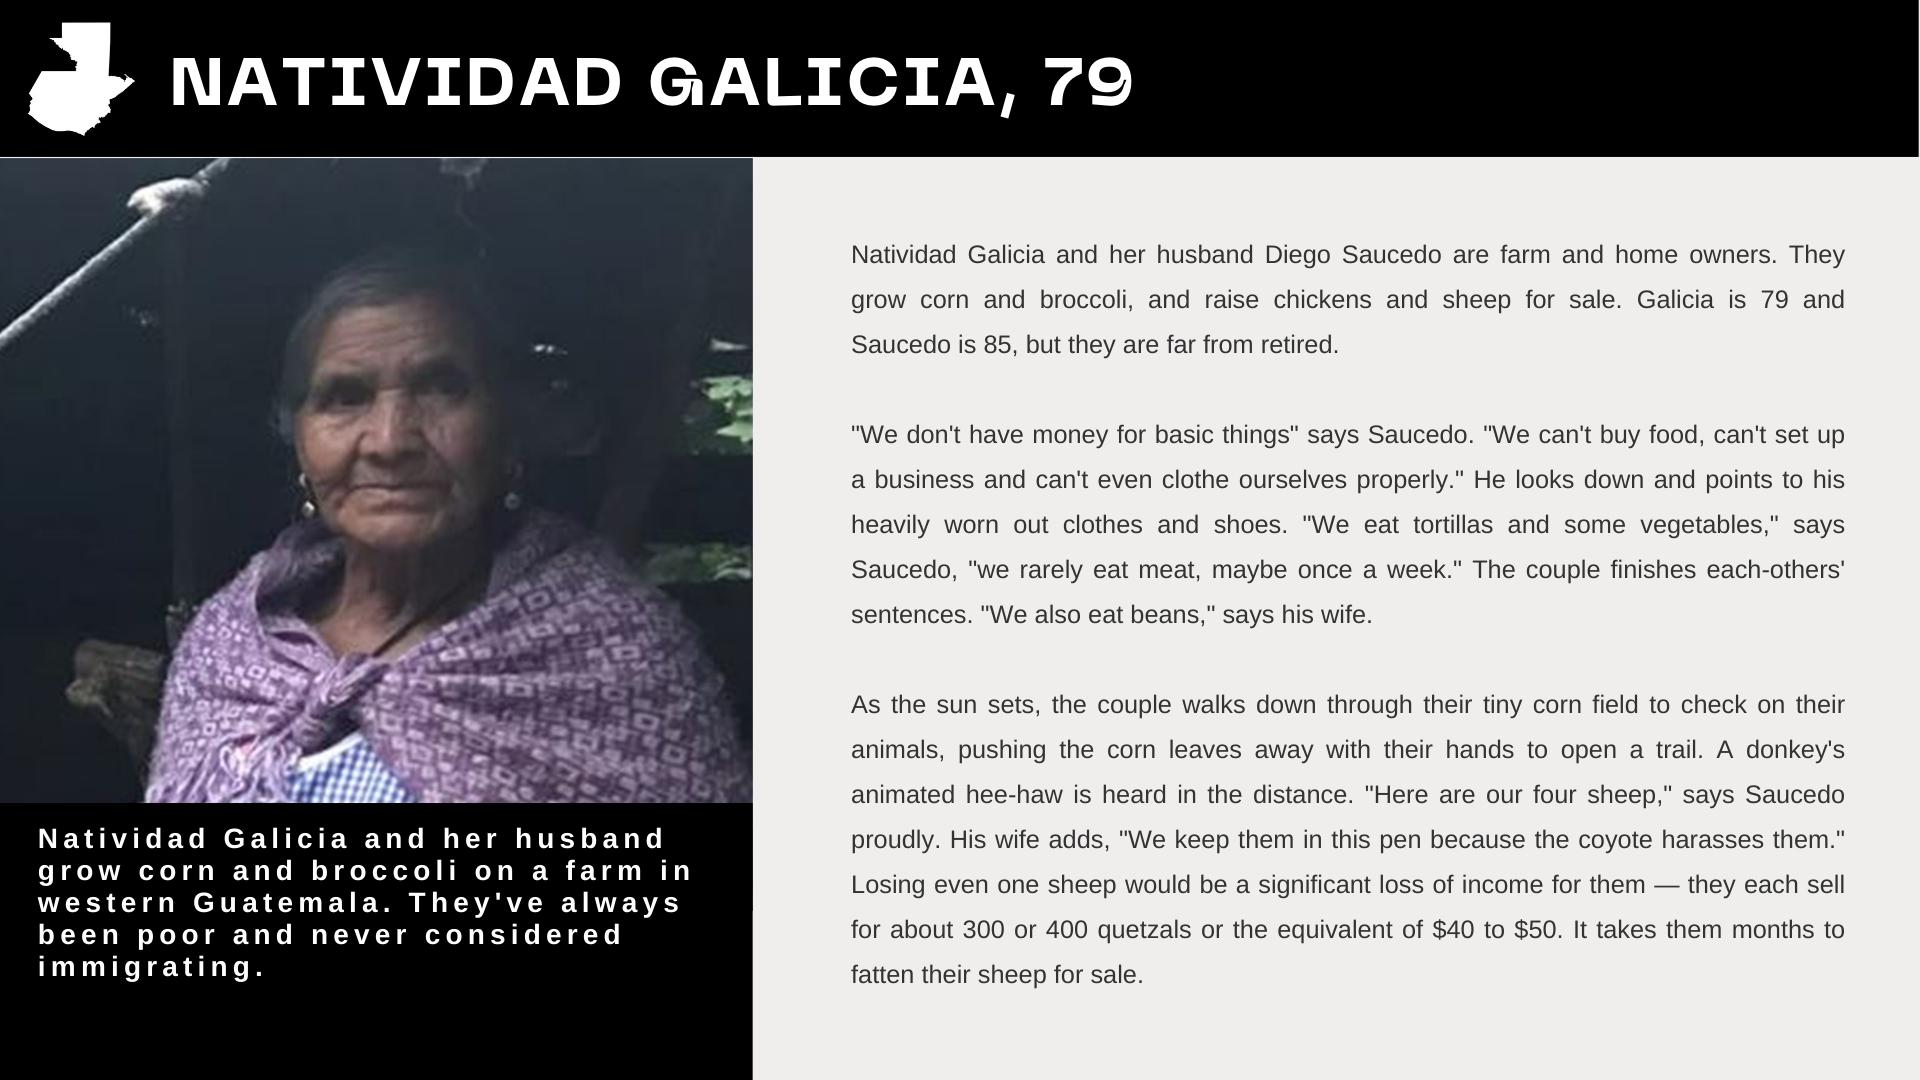 NATIVIDAD GALICIA, 79
Natividad Galicia and her husband
grow corn and broccoli on a farm in
western Guatemala. They've always
been poor and never considered
immigrating.
Natividad Galicia and her husband Diego Saucedo are farm and home owners. They
grow corn and broccoli, and raise chickens and sheep for sale. Galicia is 79 and
Saucedo is 85, but they are far from retired.
"We don't have money for basic things" says Saucedo. "We can't buy food, can't set up
a business and can't even clothe ourselves properly." He looks down and points to his
heavily worn out clothes and shoes. "We eat tortillas and some vegetables," says
Saucedo, "we rarely eat meat, maybe once a week." The couple finishes each-others'
sentences. "We also eat beans," says his wife.
As the sun sets, the couple walks down through their tiny corn field to check on their
animals, pushing the corn leaves away with their hands to open a trail. A donkey's
animated hee-haw is heard in the distance. "Here are our four sheep," says Saucedo
proudly. His wife adds, "We keep them in this pen because the coyote harasses them."
Losing even one sheep would be a significant loss of income for them — they each sell
for about 300 or 400 quetzals or the equivalent of $40 to $50. It takes them months to
fatten their sheep for sale.